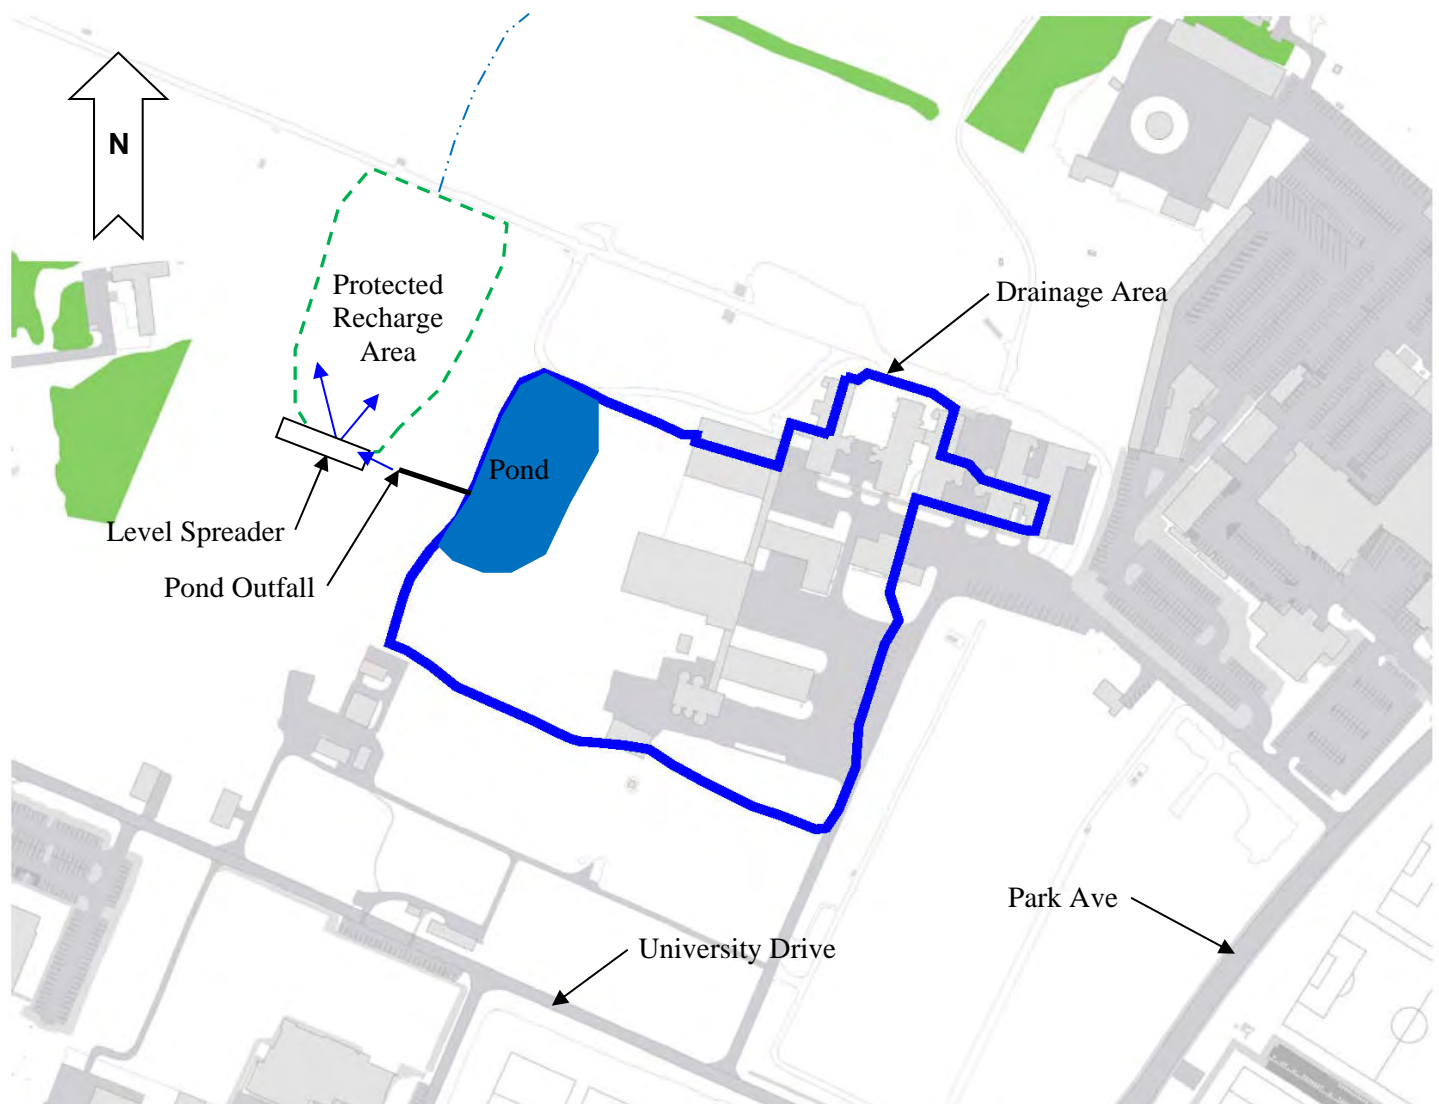 N
Protected
Recharge
Area
Drainage Area
Pond
Level Spreader
Pond Outfall
Park Ave
University Drive